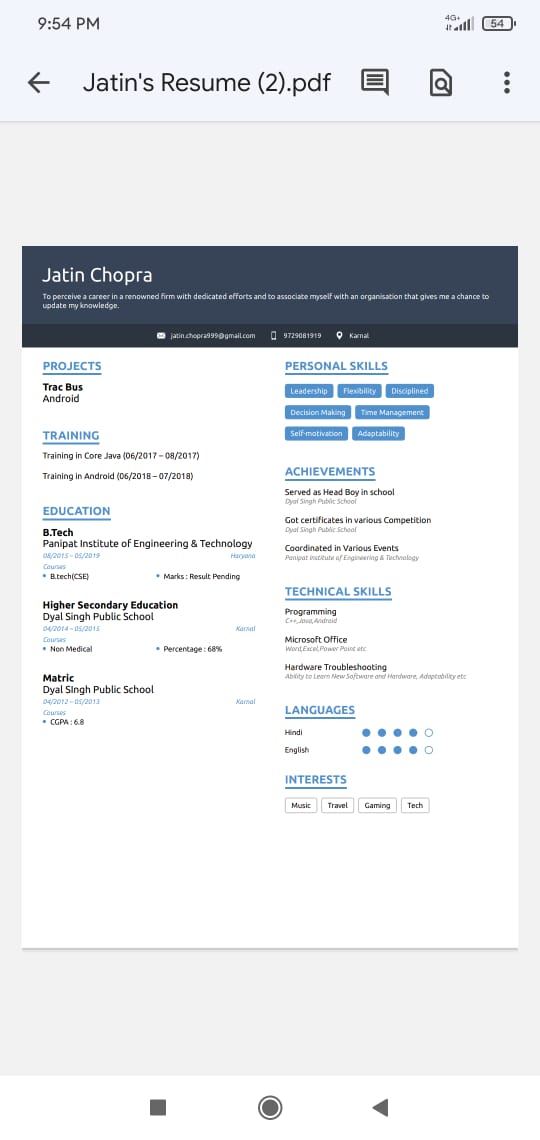 9:54 PM
4G+
54
Jatin's Resume (2).pdf
Jatin Chopra
To perceive a career in a renowned firm with dedicated efforts and to associate myself with an organisation that gives me a chance to
update my knowledge.
jatin.chopra999@gmail.com 9729081919 Karnal
PROJECTS
Trac Bus
Android
TRAINING
Training in Core Java (06/2017 – 08/2017)
Training in Android (06/2018 – 07/2018)
EDUCATION
B.Tech
Panipat Institute of Engineering & Technology
08/2015 – 05/2019 Haryana
Courses
• B.tech(CSE) • Marks : Result Pending
Higher Secondary Education
Dyal Singh Public School
04/2014 – 05/2015 Karnal
Courses
• Non Medical • Percentage : 68%
Matric
Dyal SIngh Public School
04/2012 – 05/2013 Karnal
Courses
• CGPA : 6.8
PERSONAL SKILLS
Leadership Flexibility Disciplined
Decision Making Time Management
Self-motivation Adaptability
ACHIEVEMENTS
Served as Head Boy in school
Dyal Singh Public School
Got certificates in various Competition
Dyal Singh Public School
Coordinated in Various Events
Panipat Institute of Engineering & Technology
TECHNICAL SKILLS
Programming
C++,Java,Android
Microsoft Office
Word,Excel,Power Point etc
Hardware Troubleshooting
Ability to Learn New Software and Hardware, Adaptability etc
LANGUAGES
Hindi
English
INTERESTS
Music Travel Gaming Tech